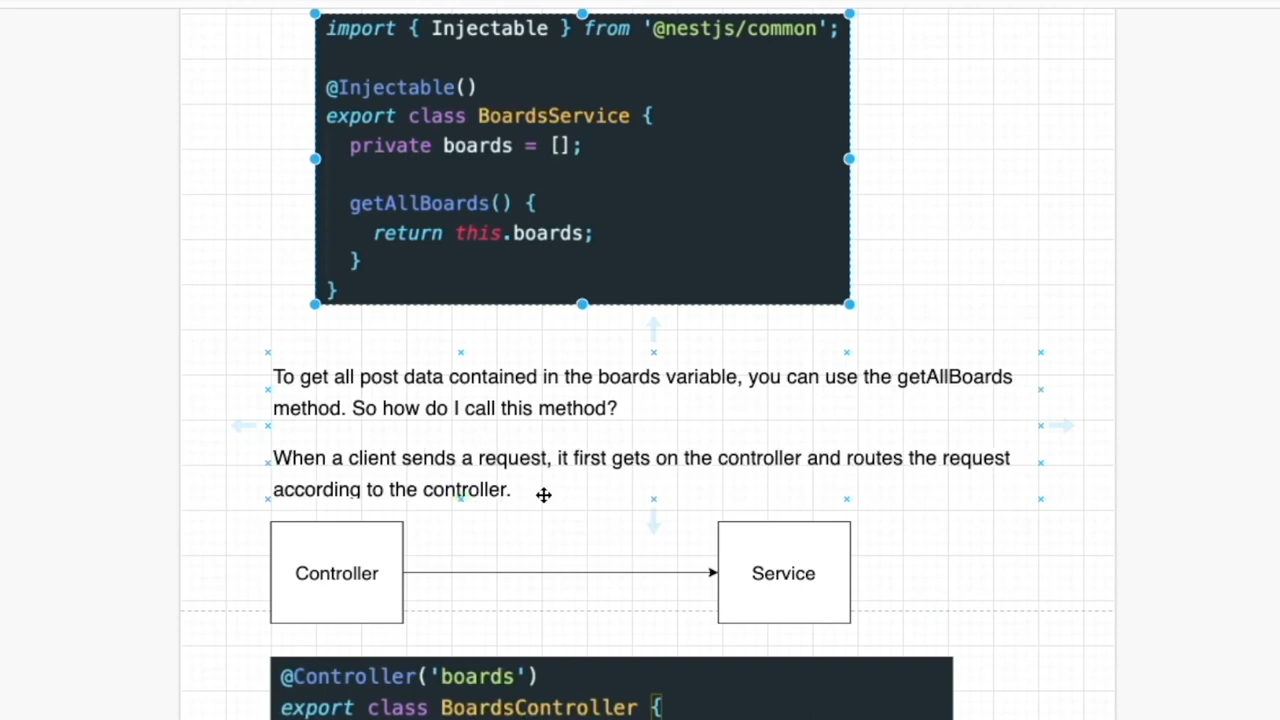 import { Injectable } from '@nestjs/common';
@Injectable()
export class BoardsService {
private boards = [];
getAllBoards() {
return this.boards;
}
}
To get all post data contained in the boards variable, you can use the getAllBoards
method. So how do I call this method?
When a client sends a request, it first gets on the controller and routes the request
according to the controller.
Controller
Service
@Controller('boards')
export class BoardsController {